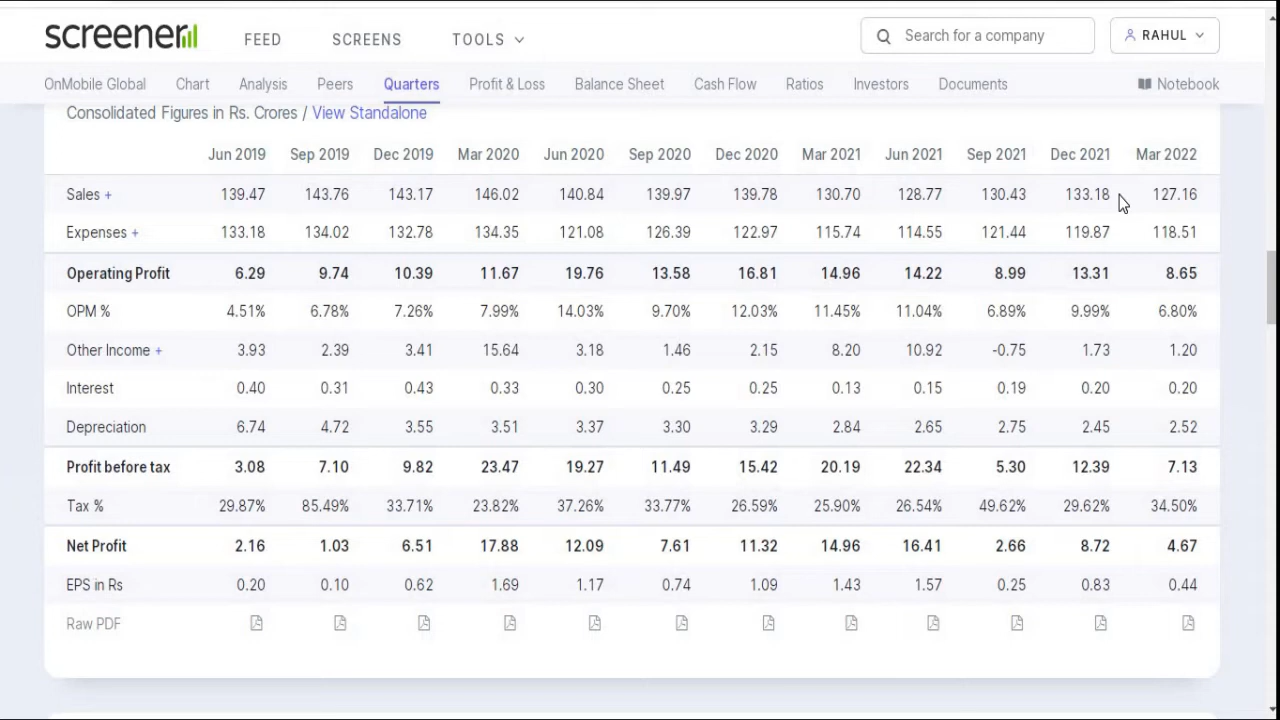 screener FEED SCREENS TOOLS Search for a company RAHUL
OnMobile Global Chart Analysis Peers Quarters Profit & Loss Balance Sheet Cash Flow Ratios Investors Documents Notebook
Consolidated Figures in Rs. Crores / View Standalone
Jun 2019 Sep 2019 Dec 2019 Mar 2020 Jun 2020 Sep 2020 Dec 2020 Mar 2021 Jun 2021 Sep 2021 Dec 2021 Mar 2022
Sales + 139.47 143.76 143.17 146.02 140.84 139.97 139.78 130.70 128.77 130.43 133.18 127.16
Expenses + 133.18 134.02 132.78 134.35 121.08 126.39 122.97 115.74 114.55 121.44 119.87 118.51
Operating Profit 6.29 9.74 10.39 11.67 19.76 13.58 16.81 14.96 14.22 8.99 13.31 8.65
OPM % 4.51% 6.78% 7.26% 7.99% 14.03% 9.70% 12.03% 11.45% 11.04% 6.89% 9.99% 6.80%
Other Income + 3.93 2.39 3.41 15.64 3.18 1.46 2.15 8.20 10.92 -0.75 1.73 1.20
Interest 0.40 0.31 0.43 0.33 0.30 0.25 0.25 0.13 0.15 0.19 0.20 0.20
Depreciation 6.74 4.72 3.55 3.51 3.37 3.30 3.29 2.84 2.65 2.75 2.45 2.52
Profit before tax 3.08 7.10 9.82 23.47 19.27 11.49 15.42 20.19 22.34 5.30 12.39 7.13
Tax % 29.87% 85.49% 33.71% 23.82% 37.26% 33.77% 26.59% 25.90% 26.54% 49.62% 29.62% 34.50%
Net Profit 2.16 1.03 6.51 17.88 12.09 7.61 11.32 14.96 16.41 2.66 8.72 4.67
EPS in Rs 0.20 0.10 0.62 1.69 1.17 0.74 1.09 1.43 1.57 0.25 0.83 0.44
Raw PDF